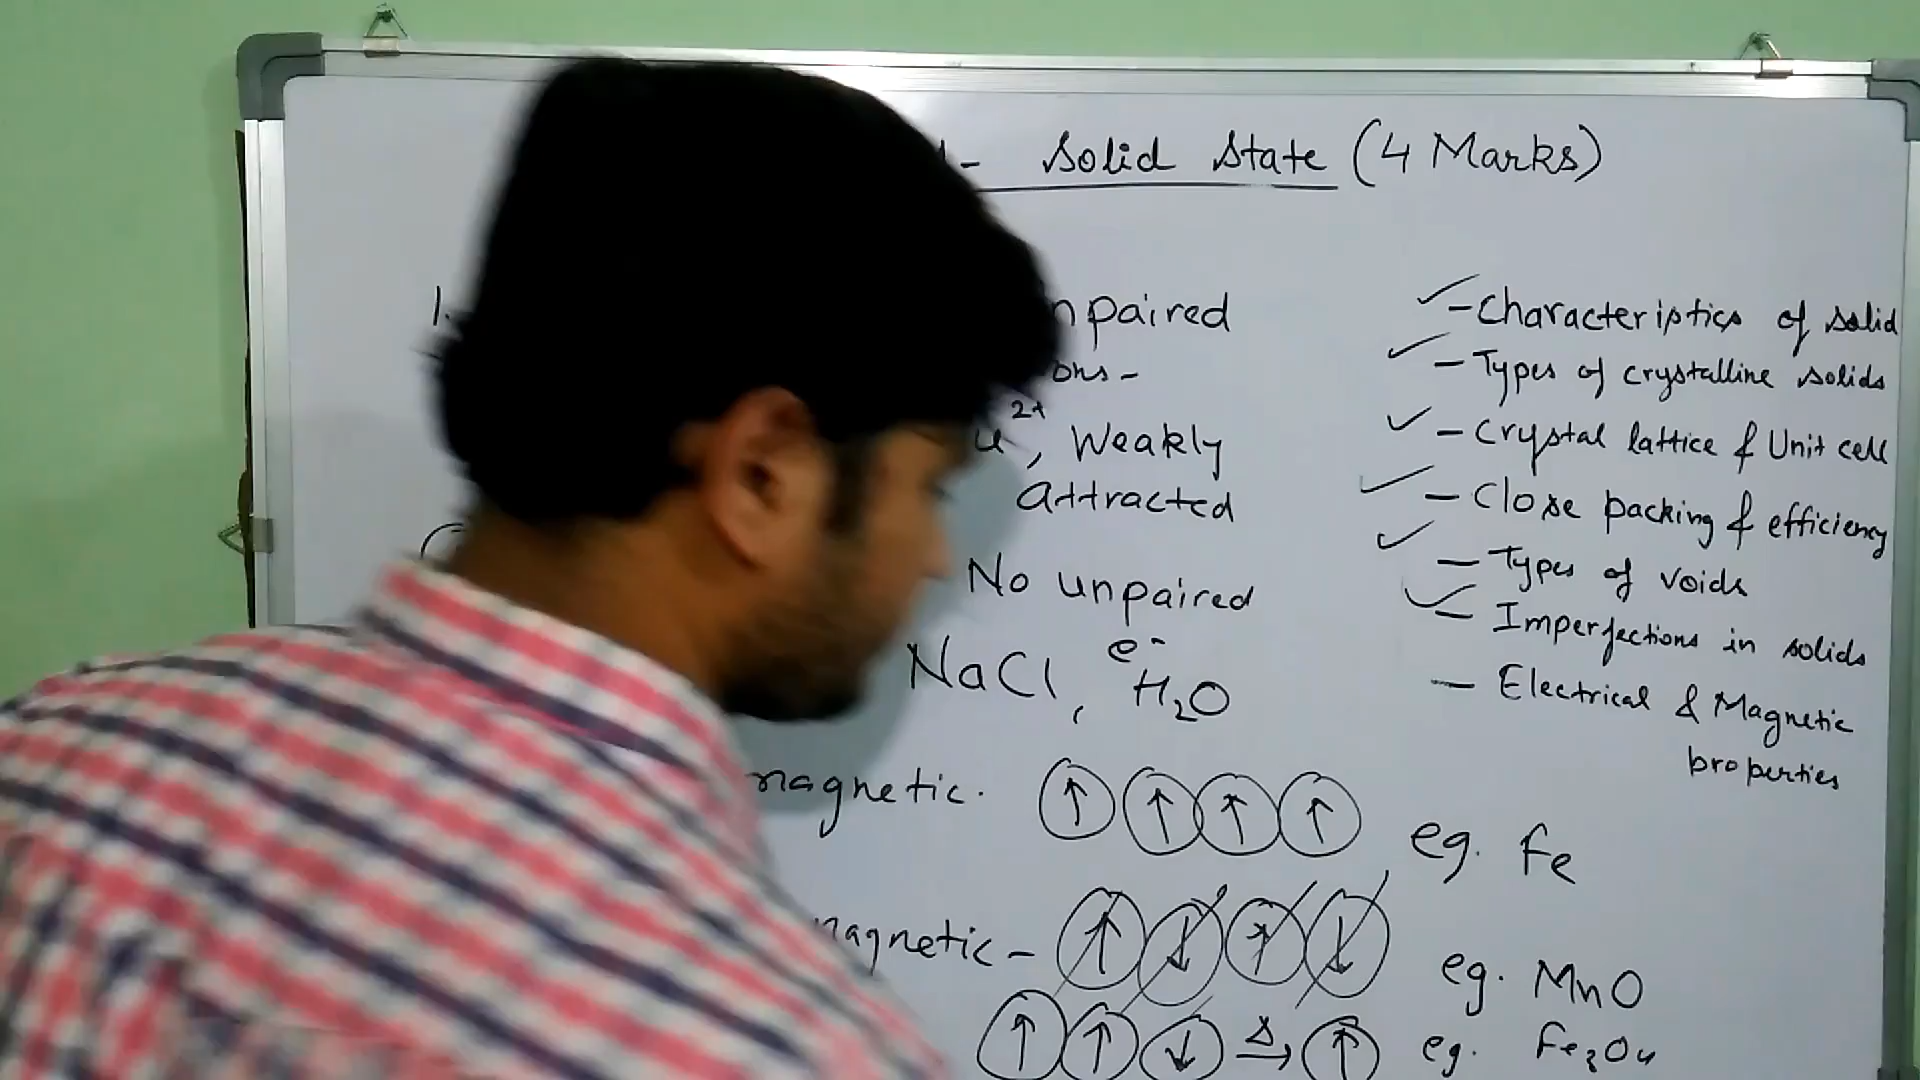 - Solid State (4 Marks)
1.
npaired
ons -
u2+, Weakly
Attracted
No unpaired
e-
NaCl, H2O
magnetic.
eg. Fe
magnetic -
eg. MnO
Δ→ eg. Fe3O4
- Characteristics of solid
- Types of crystalline solids
- Crystal lattice & Unit cell
- Close packing & efficiency
- Types of voids
- Imperfections in solids
- Electrical & Magnetic
properties